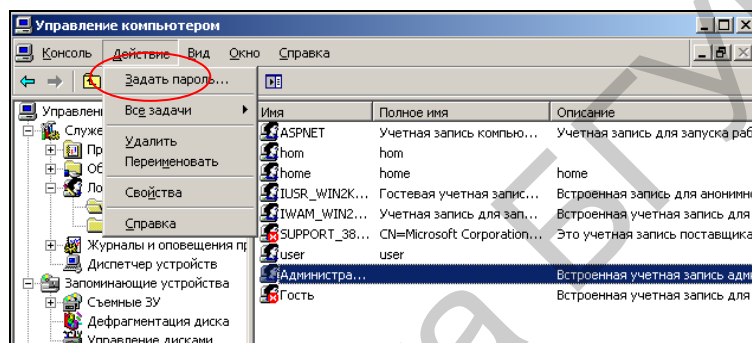 Управление компьютером
Консоль Действие Вид Окно Справка
Задать пароль...
Все задачи
Удалить
Переименовать
Свойства
Справка
Управлен
Служе
Пр
Об
Ло
Журналы и оповещения пр
Диспетчер устройств
Запоминающие устройства
Съемные ЗУ
Дефрагментация диска
Управление дисками
Имя Полное имя Описание
ASPNET Учетная запись компью... Учетная запись для запуска раб
hom hom
home home home
IUSR_WIN2K... Гостевая учетная запис... Встроенная запись для анонимн
IWAM_WIN2... Учетная запись для зап... Встроенная учетная запись для
SUPPORT_38... CN=Microsoft Corporation... Это учетная запись поставщика
user user
Администра... Встроенная учетная запись адм
Гость Встроенная учетная запись для